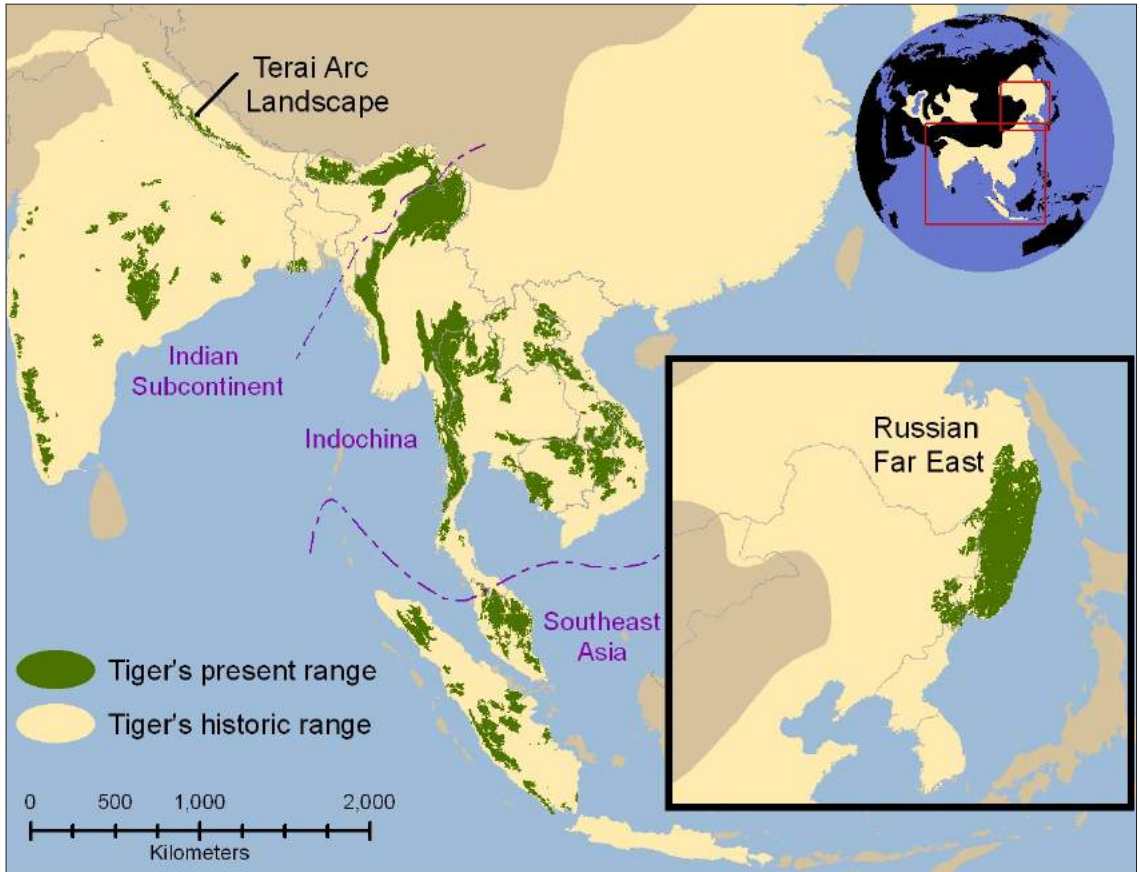 Terai Arc
Landscape
Indian
Subcontinent
Indochina
Southeast
Asia
Russian
Far East
Tiger's present range
Tiger's historic range
0 500 1,000 2,000
Kilometers